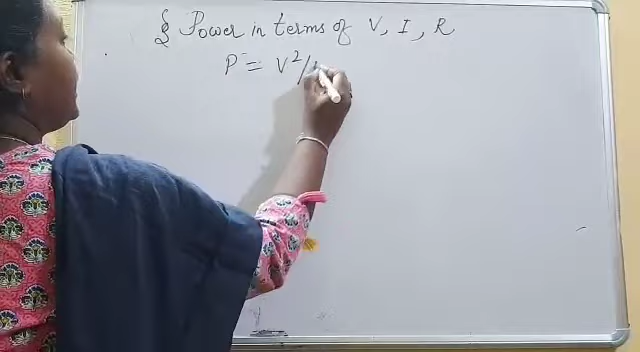 § Power in terms of V, I, R
P = V²/